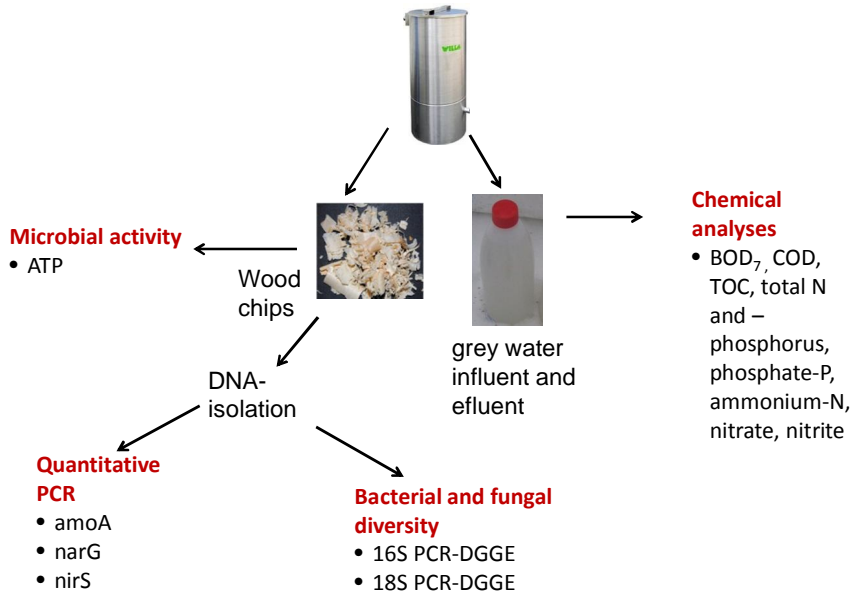 WILLA
Microbial activity
• ATP
Wood
chips
grey water
influent and
efluent
Chemical
analyses
• BOD₇, COD,
TOC, total N
and –
phosphorus,
phosphate-P,
ammonium-N,
nitrate, nitrite
DNA-
isolation
Quantitative
PCR
• amoA
• narG
• nirS
Bacterial and fungal
diversity
• 16S PCR-DGGE
• 18S PCR-DGGE